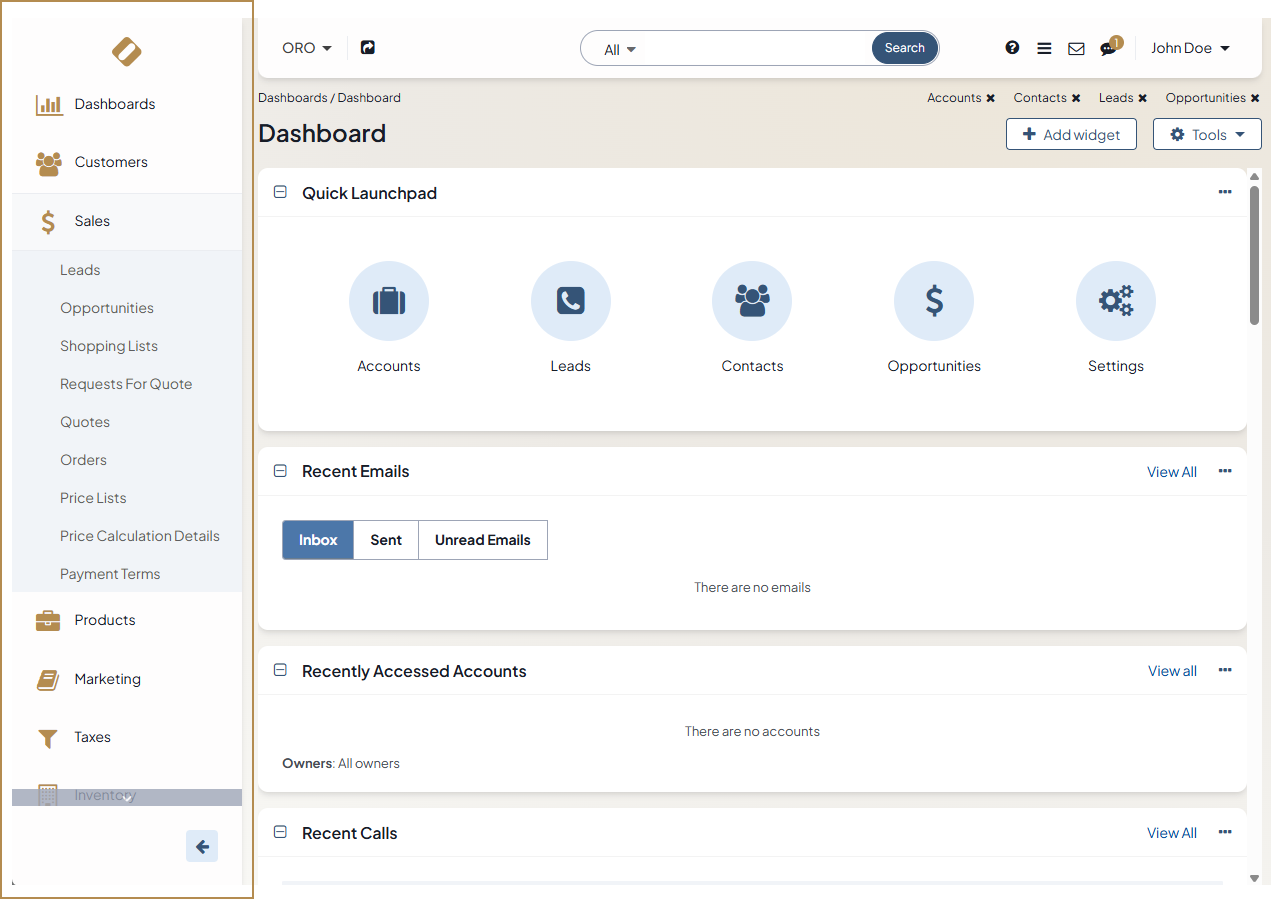 Dashboards
Customers
Sales
Leads
Opportunities
Shopping Lists
Requests For Quote
Quotes
Orders
Price Lists
Price Calculation Details
Payment Terms
Products
Marketing
Taxes
Inventory
ORO
All
Search
1
John Doe
Dashboards / Dashboard
Accounts
Contacts
Leads
Opportunities
Dashboard
Add widget
Tools
Quick Launchpad
Accounts
Leads
Contacts
Opportunities
Settings
Recent Emails
View All
Inbox
Sent
Unread Emails
There are no emails
Recently Accessed Accounts
View all
There are no accounts
Owners: All owners
Recent Calls
View All